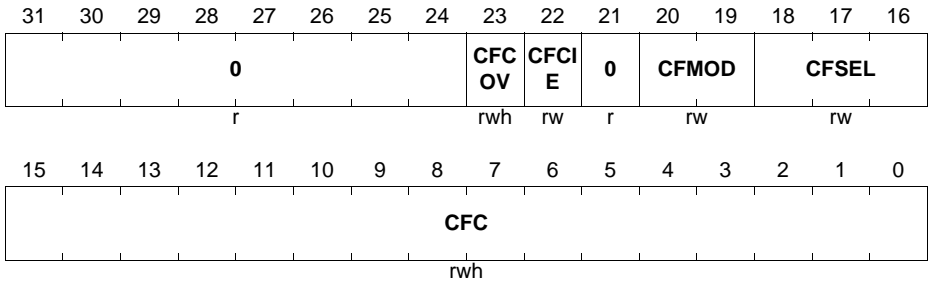 31 30 29 28 27 26 25 24 23 22 21 20 19 18 17 16
0 CFC OV CFCI E 0 CFMOD CFSEL
r rwh rw r rw rw
15 14 13 12 11 10 9 8 7 6 5 4 3 2 1 0
CFC
rwh